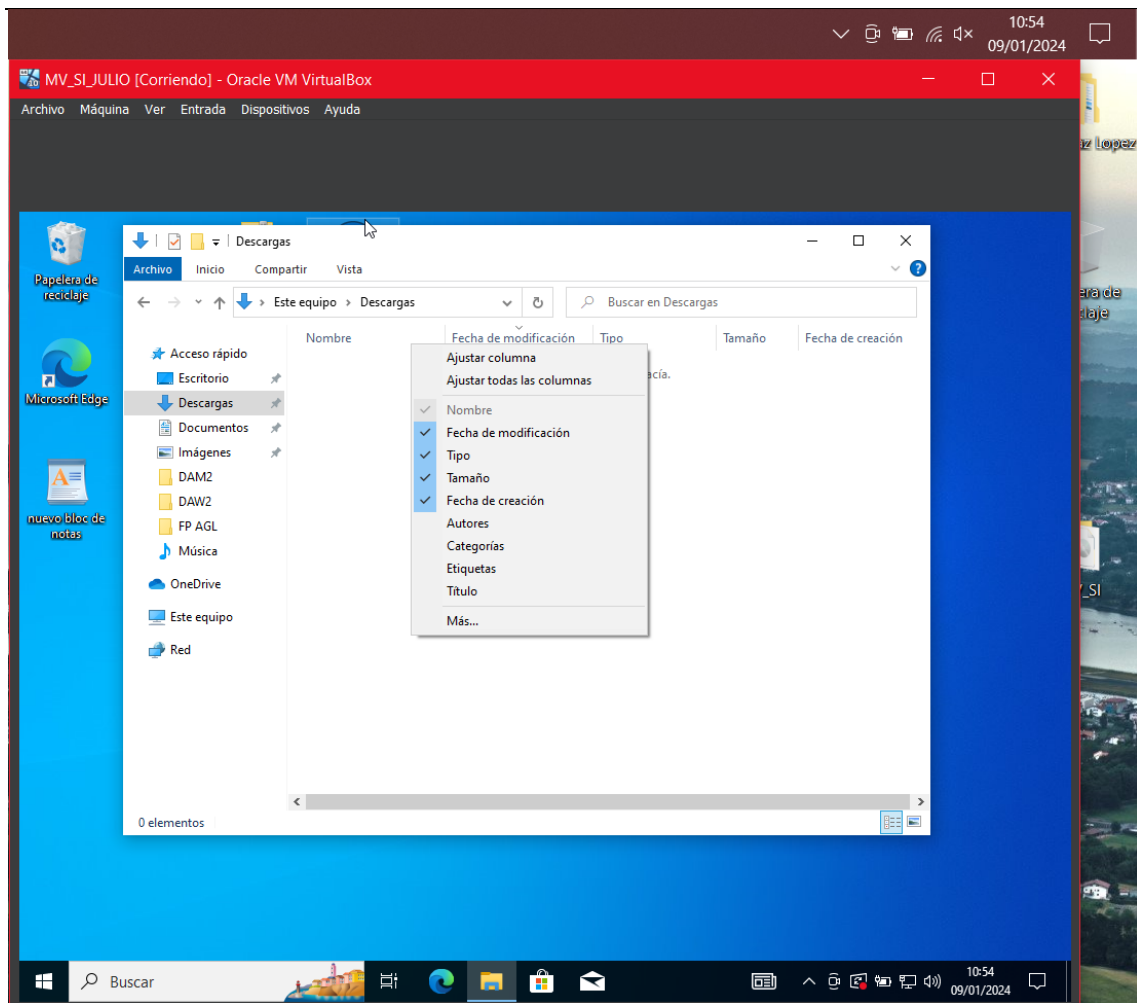 10:54
09/01/2024
MV_SI_JULIO [Corriendo] - Oracle VM VirtualBox
Archivo Máquina Ver Entrada Dispositivos Ayuda
Lopez
Papelera de
reciclaje
Microsoft Edge
nuevo bloc de
notas
Descargas
Archivo Inicio Compartir Vista
Este equipo > Descargas
Buscar en Descargas
Nombre Fecha de modificación Tipo Tamaño Fecha de creación
Acceso rápido
Escritorio
Descargas
Documentos
Imágenes
DAM2
DAW2
FP AGL
Música
OneDrive
Este equipo
Red
Ajustar columna
Ajustar todas las columnas
Nombre
Fecha de modificación
Tipo
Tamaño
Fecha de creación
Autores
Categorías
Etiquetas
Título
Más...
acía.
0 elementos
de
_SI
Buscar
10:54
09/01/2024